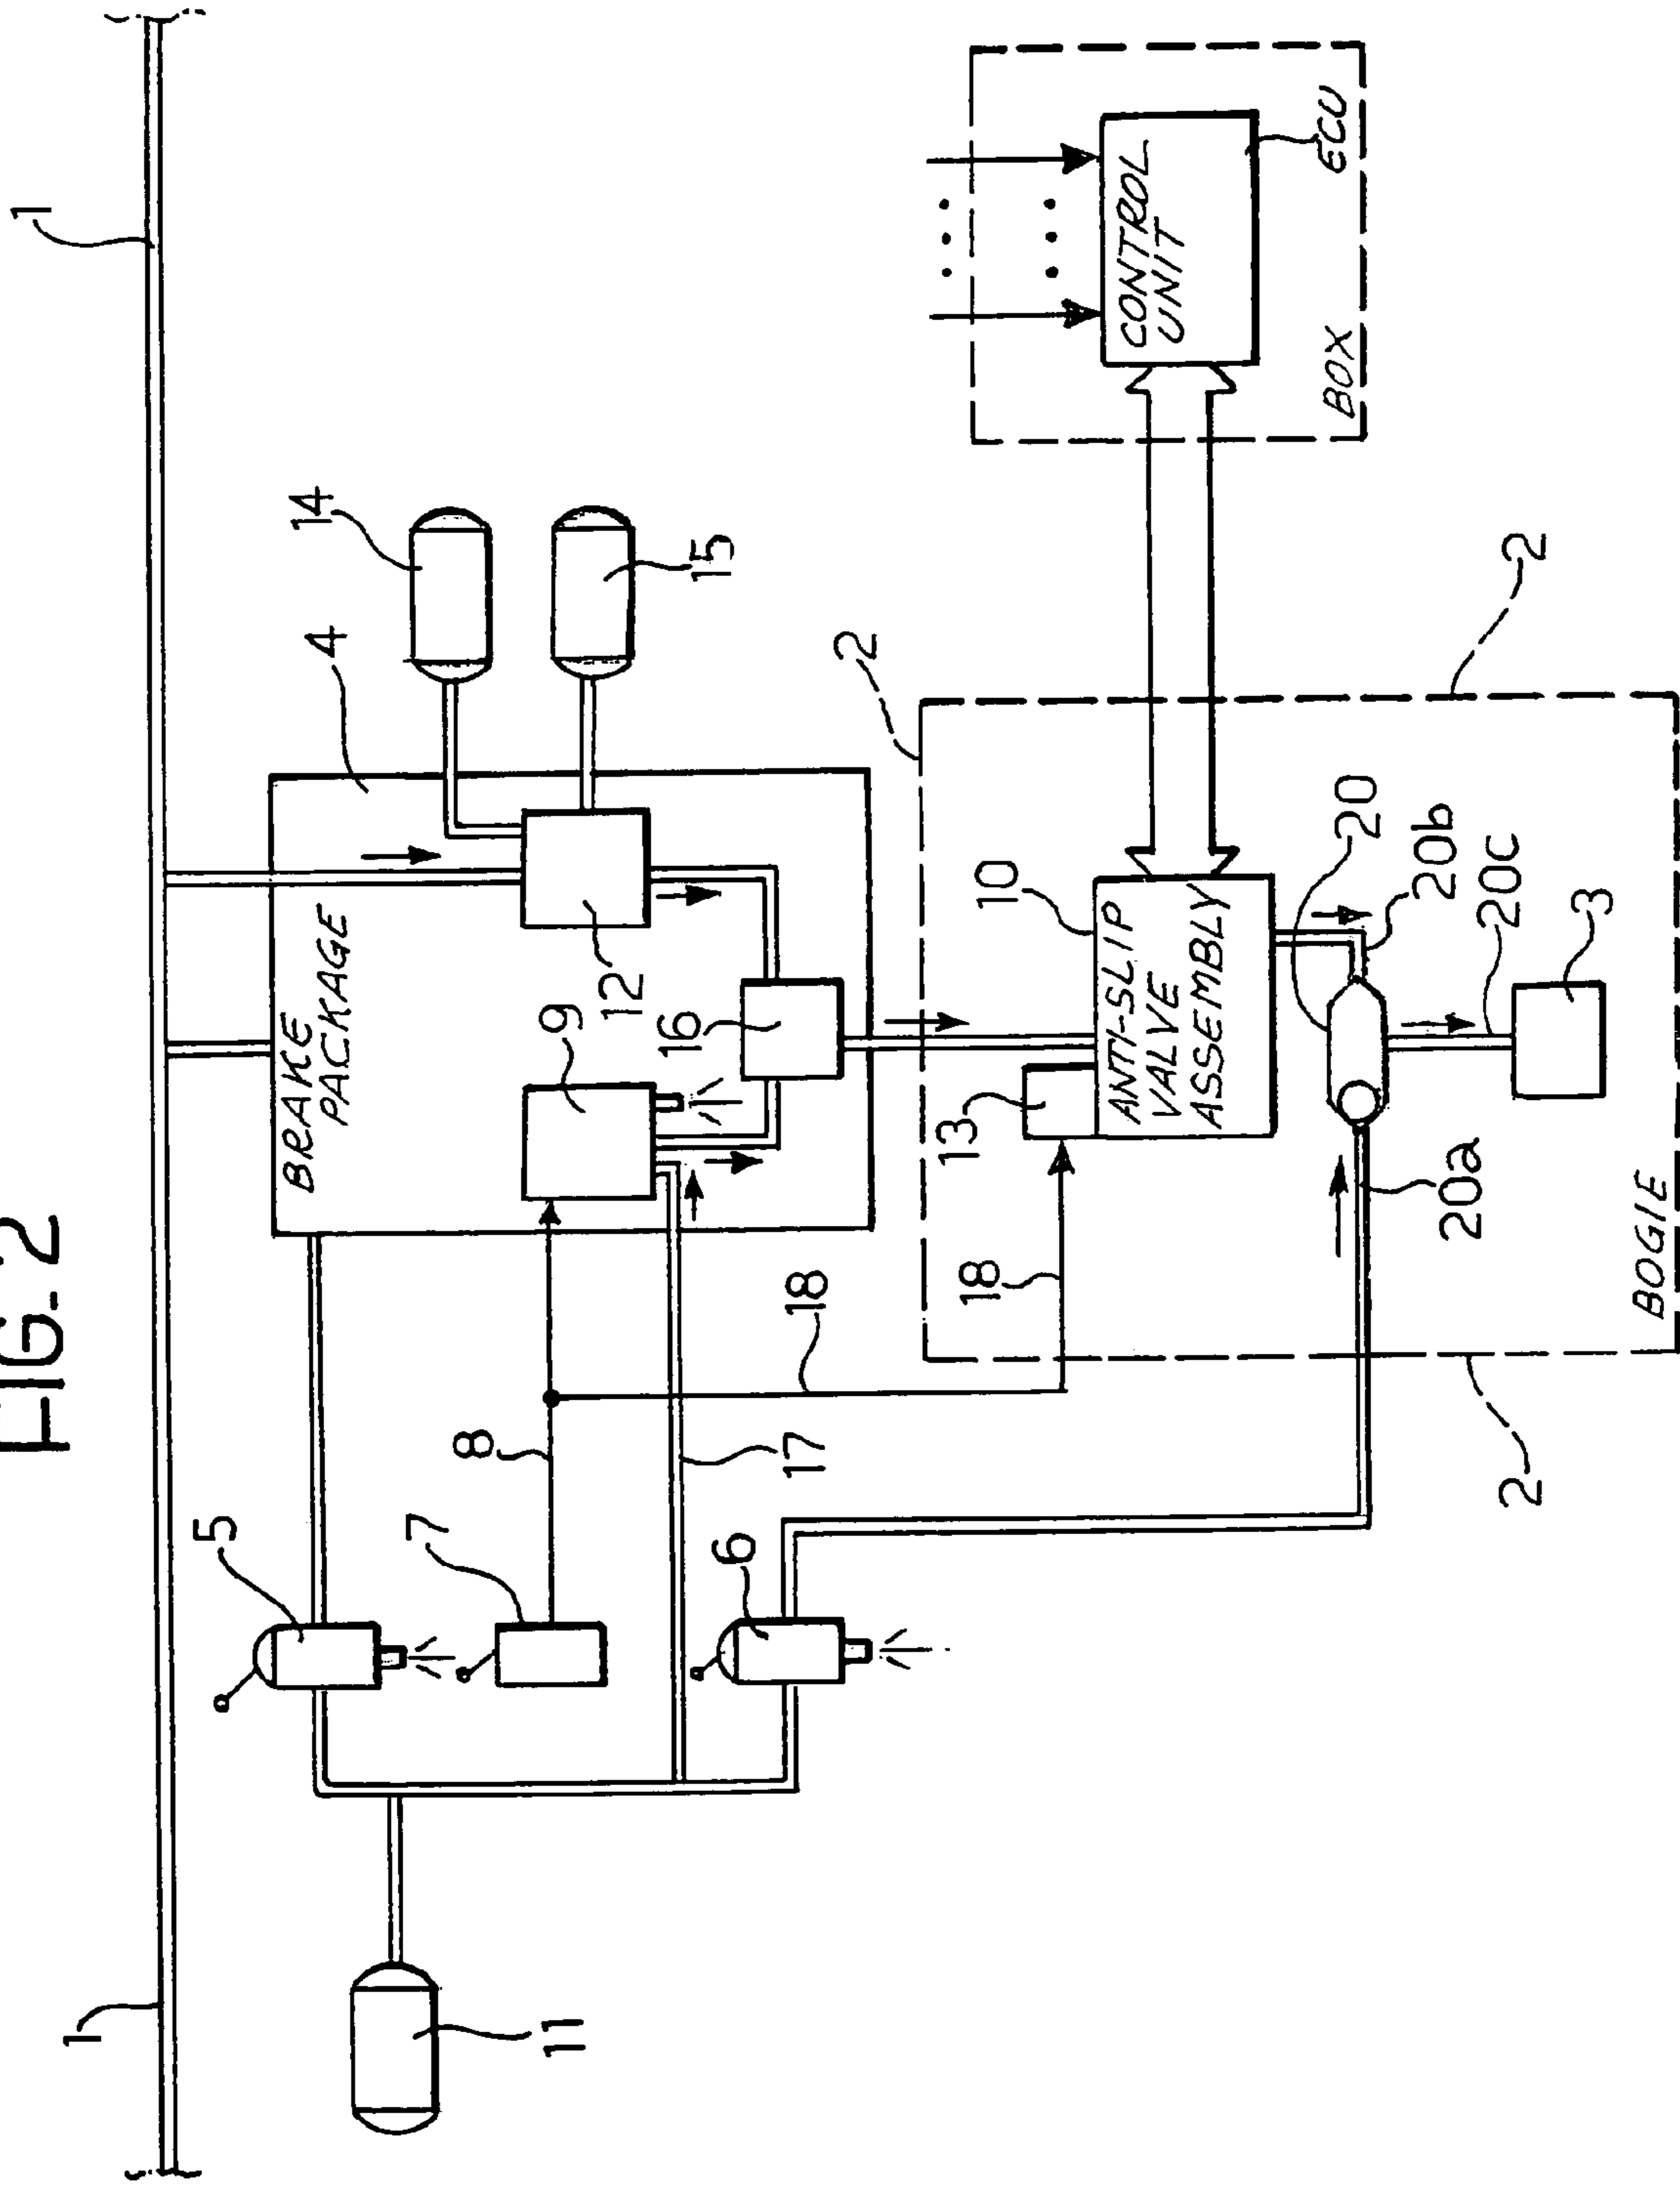 FIG. 2
1
1
5
4
14
BRAKE
PACKAGE
11
7
8
9
12
15
6
17
16
18
2
18
13
10
ANTI-SLIP
VALVE
ASSEMBLY
CONTROL
UNIT
BOX
ECU
20
20a
20b
20c
3
2
2
BOGIE